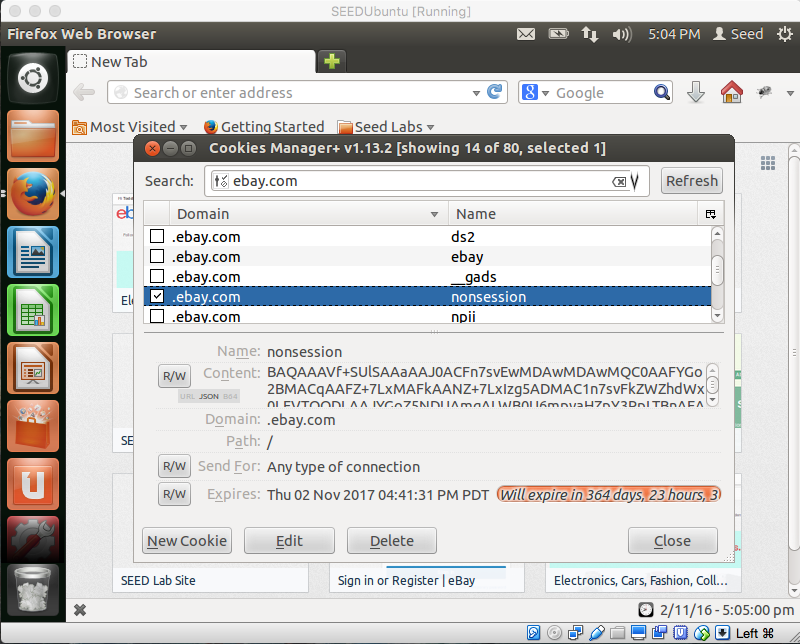 SEEDUbuntu [Running]
Firefox Web Browser
5:04 PM Seed
New Tab
Search or enter address
Google
Most Visited Getting Started Seed Labs
Cookies Manager+ v1.13.2 [showing 14 of 80, selected 1]
Search: ebay.com Refresh
Domain Name
.ebay.com ds2
.ebay.com ebay
.ebay.com __gads
.ebay.com nonsession
.ebay.com npii
Name: nonsession
R/W Content: BAQAAAVf+SUlSAAaAAJ0ACFn7svEwMDAwMDAwMQC0AAFYGo
2BMACqAAFZ+7LxMAFkAANZ+7LxIzg5ADMAC1n7svFkZWZhdWx
URL JSON B64
Domain: .ebay.com
Path: /
R/W Send For: Any type of connection
R/W Expires: Thu 02 Nov 2017 04:41:31 PM PDT Will expire in 364 days, 23 hours, 3
New Cookie Edit Delete Close
SEED Lab Site
Sign in or Register | eBay
Electronics, Cars, Fashion, Coll...
2/11/16 - 5:05:00 pm
Left ⌘